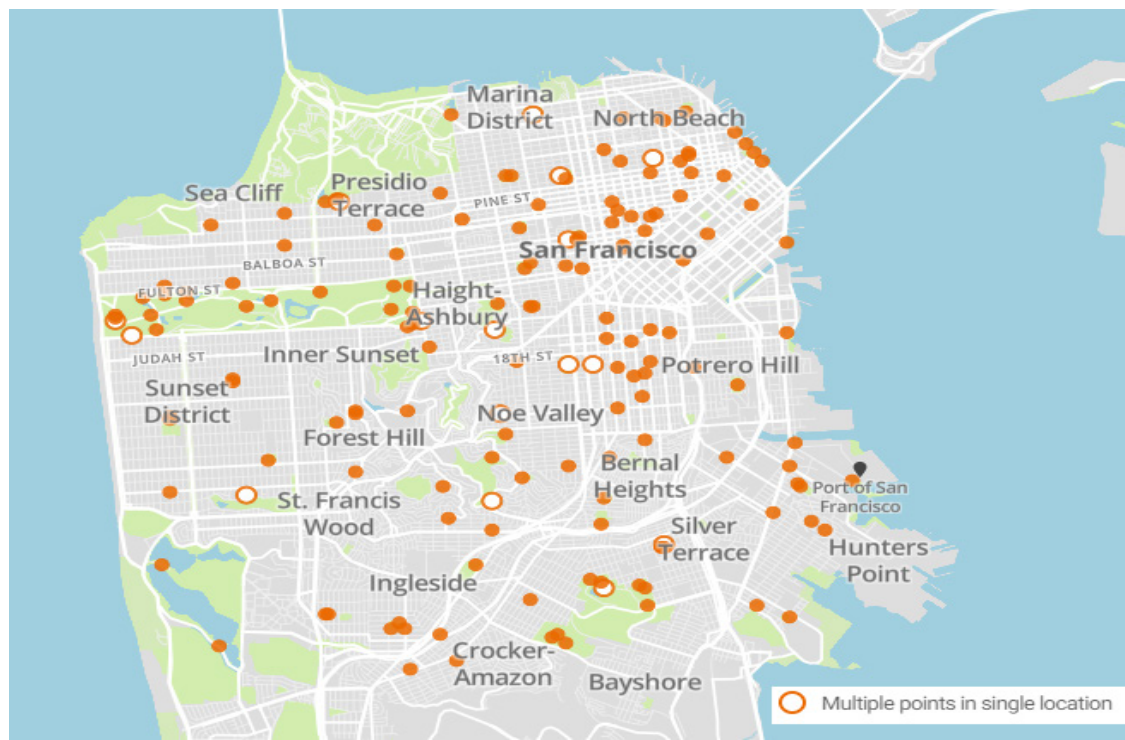 Marina
District
North Beach
Sea Cliff
Presidio
Terrace
PINE ST
San Francisco
BALBOA ST
FULTON ST
Haight-
Ashbury
JUDAH ST
Inner Sunset
18TH ST
Potrero Hill
Sunset
District
Noe Valley
Forest Hill
Bernal
Heights
Port of San
Francisco
St. Francis
Wood
Silver
Terrace
Hunters
Point
Ingleside
Crocker-
Amazon
Bayshore
Multiple points in single location